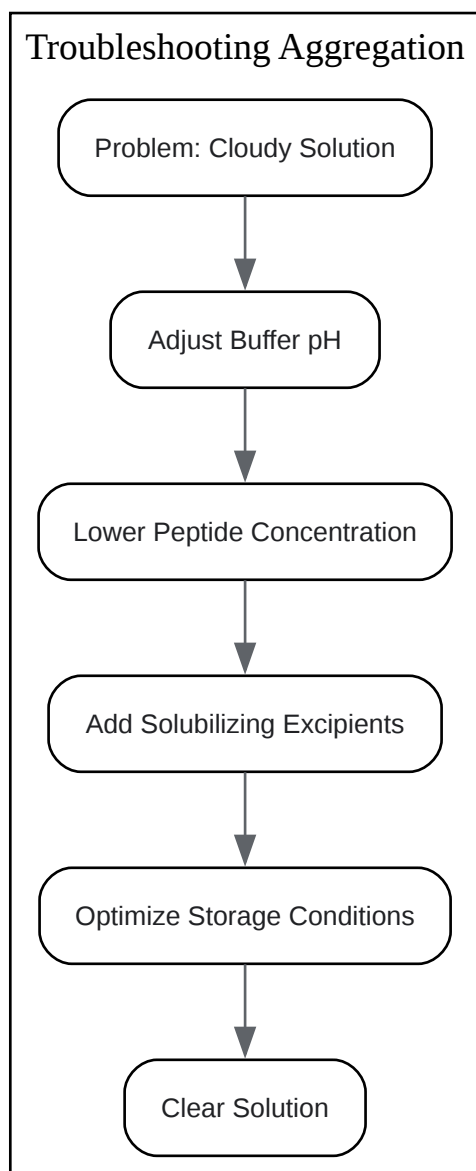 Troubleshooting Aggregation
Problem: Cloudy Solution
Adjust Buffer pH
Lower Peptide Concentration
Add Solubilizing Excipients
Optimize Storage Conditions
Clear Solution